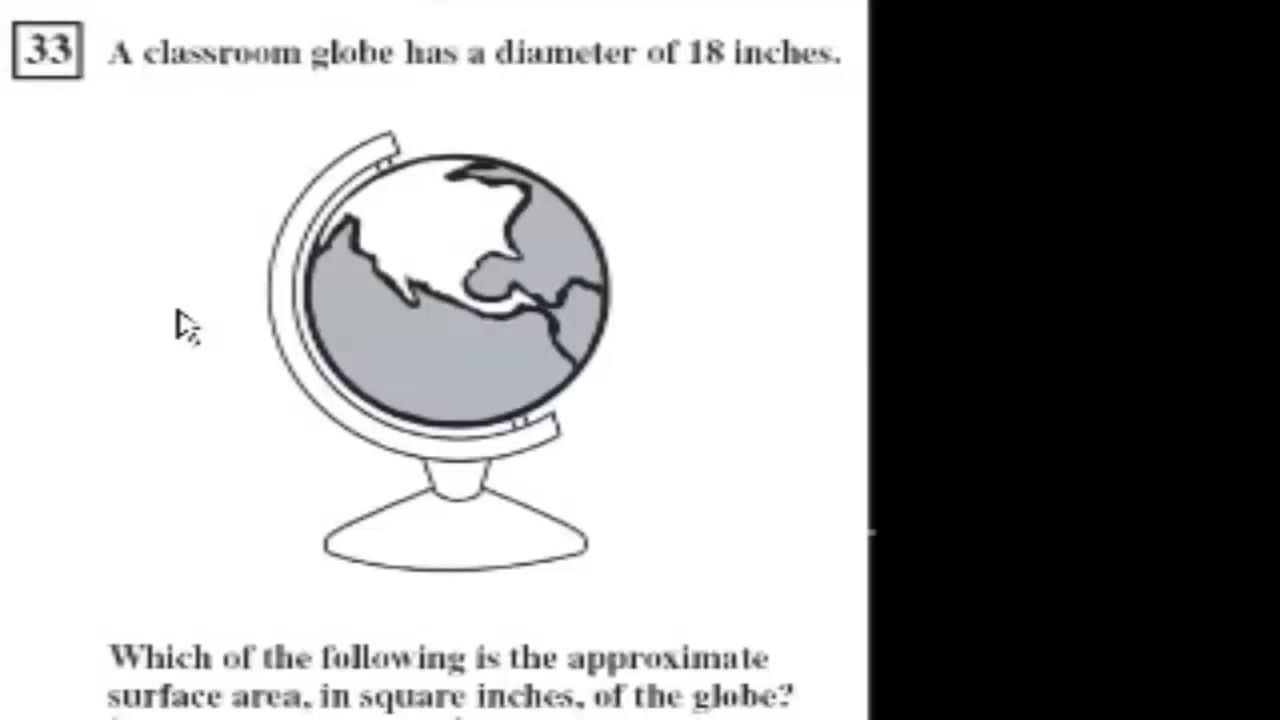 33 A classroom globe has a diameter of 18 inches.
Which of the following is the approximate
surface area, in square inches, of the globe?